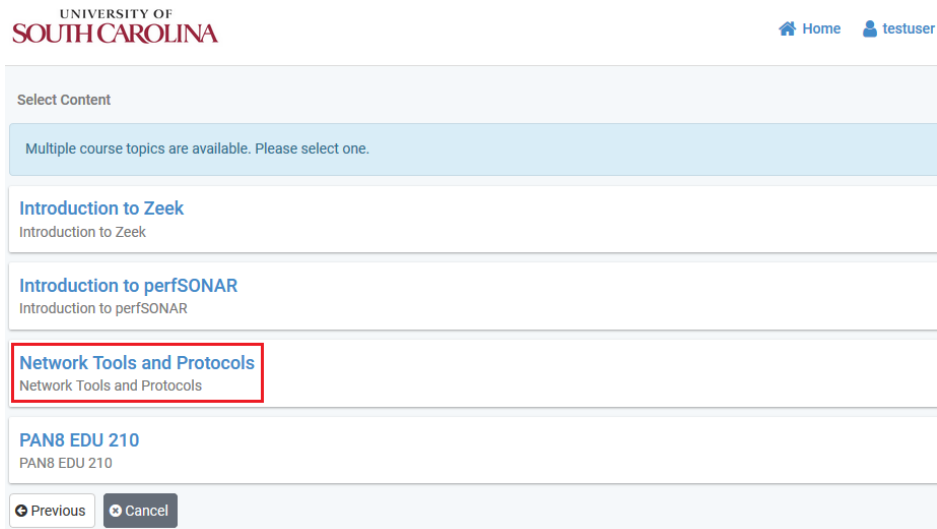 UNIVERSITY OF
SOUTH CAROLINA
Home testuser
Select Content
Multiple course topics are available. Please select one.
Introduction to Zeek
Introduction to Zeek
Introduction to perfSONAR
Introduction to perfSONAR
Network Tools and Protocols
Network Tools and Protocols
PAN8 EDU 210
PAN8 EDU 210
Previous Cancel